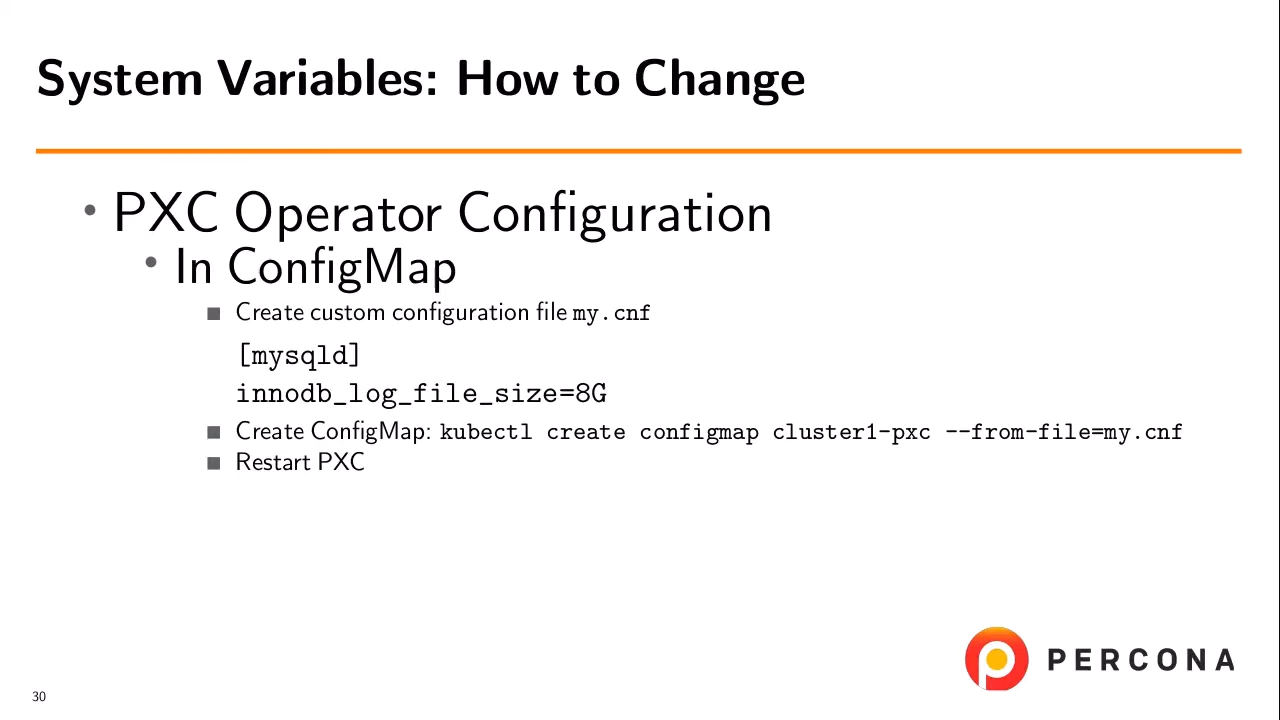 System Variables: How to Change
• PXC Operator Configuration
• In ConfigMap
■ Create custom configuration file my.cnf
[mysqld]
innodb_log_file_size=8G
■ Create ConfigMap: kubectl create configmap cluster1-pxc --from-file=my.cnf
■ Restart PXC
PERCONA
30